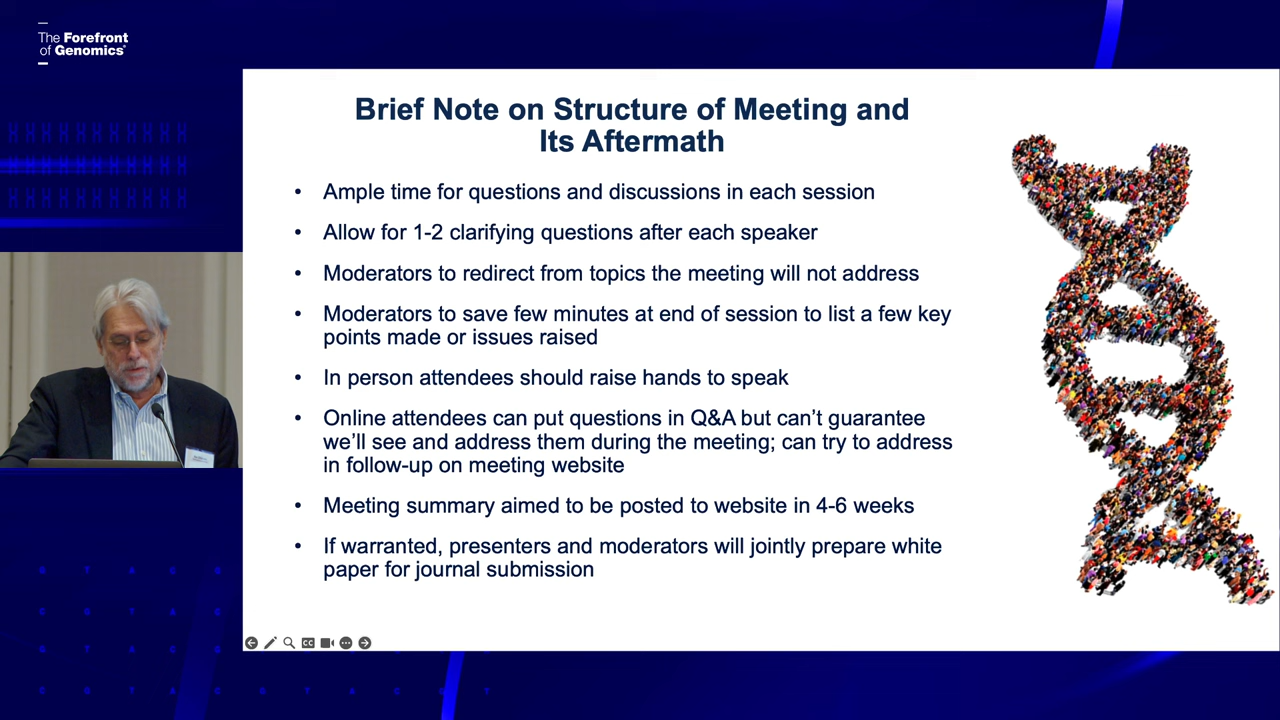 The Forefront
of Genomics
Brief Note on Structure of Meeting and
Its Aftermath
• Ample time for questions and discussions in each session
• Allow for 1-2 clarifying questions after each speaker
• Moderators to redirect from topics the meeting will not address
• Moderators to save few minutes at end of session to list a few key
points made or issues raised
• In person attendees should raise hands to speak
• Online attendees can put questions in Q&A but can’t guarantee
we’ll see and address them during the meeting; can try to address
in follow-up on meeting website
• Meeting summary aimed to be posted to website in 4-6 weeks
• If warranted, presenters and moderators will jointly prepare white
paper for journal submission
CC